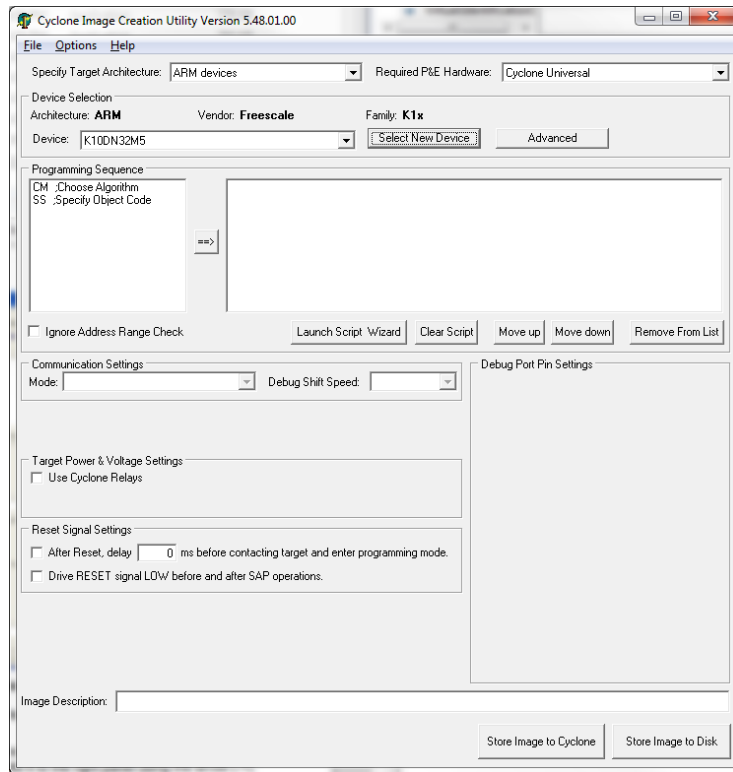 Cyclone Image Creation Utility Version 5.48.01.00
File Options Help
Specify Target Architecture: ARM devices Required P&E Hardware: Cyclone Universal
Device Selection
Architecture: ARM Vendor: Freescale Family: K1x
Device: K10DN32M5 Select New Device Advanced
Programming Sequence
CM ;Choose Algorithm
SS ;Specify Object Code
==>
Ignore Address Range Check Launch Script Wizard Clear Script Move up Move down Remove From List
Communication Settings Debug Port Pin Settings
Mode: Debug Shift Speed:
Target Power & Voltage Settings
Use Cyclone Relays
Reset Signal Settings
After Reset, delay 0 ms before contacting target and enter programming mode.
Drive RESET signal LOW before and after SAP operations.
Image Description:
Store Image to Cyclone Store Image to Disk